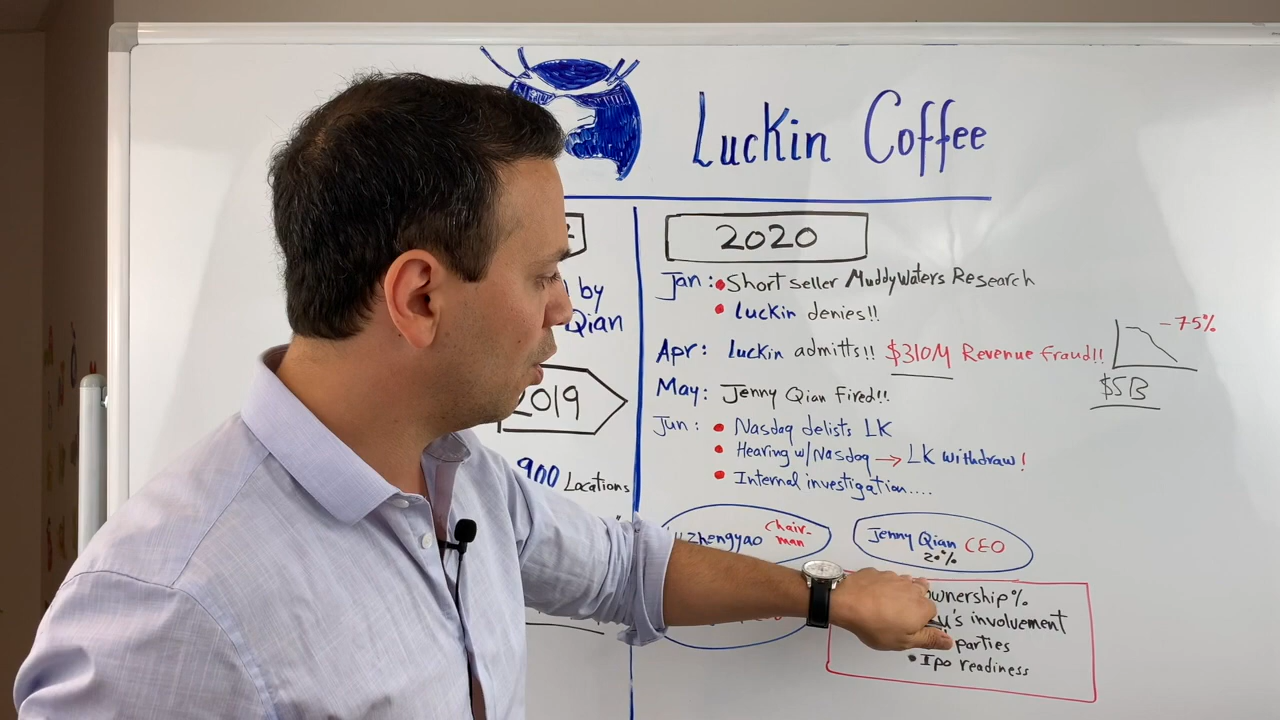 Luckin Coffee
by
Qian
2019
900 Locations
2020
Jan: Short seller MuddyWaters Research
Luckin denies!!
Apr: Luckin admitts!! $310M Revenue Fraud!!
-75%
$5B
May: Jenny Qian Fired!!
Jun: Nasdaq delists LK
Hearing w/Nasdaq → LK withdraw!
Internal investigation....
zhengyao Chair-
man
Jenny Qian CEO
20%
ownership%
's involvement
parties
Ipo readiness